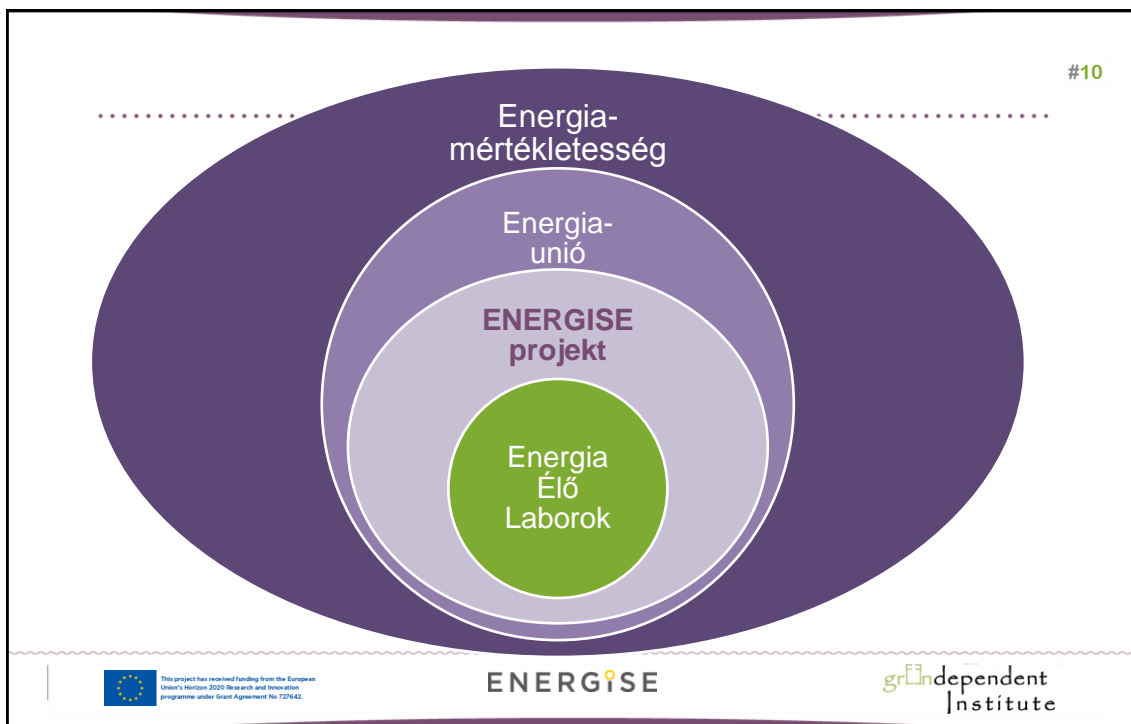 #10
Energia-
mértékletesség
Energia-
unió
ENERGISE
projekt
Energia
Élő
Laborok
This project has received funding from the European
Union's Horizon 2020 Research and Innovation
programme under Grant Agreement No 727642.
ENERGISE
grEndependent
Institute